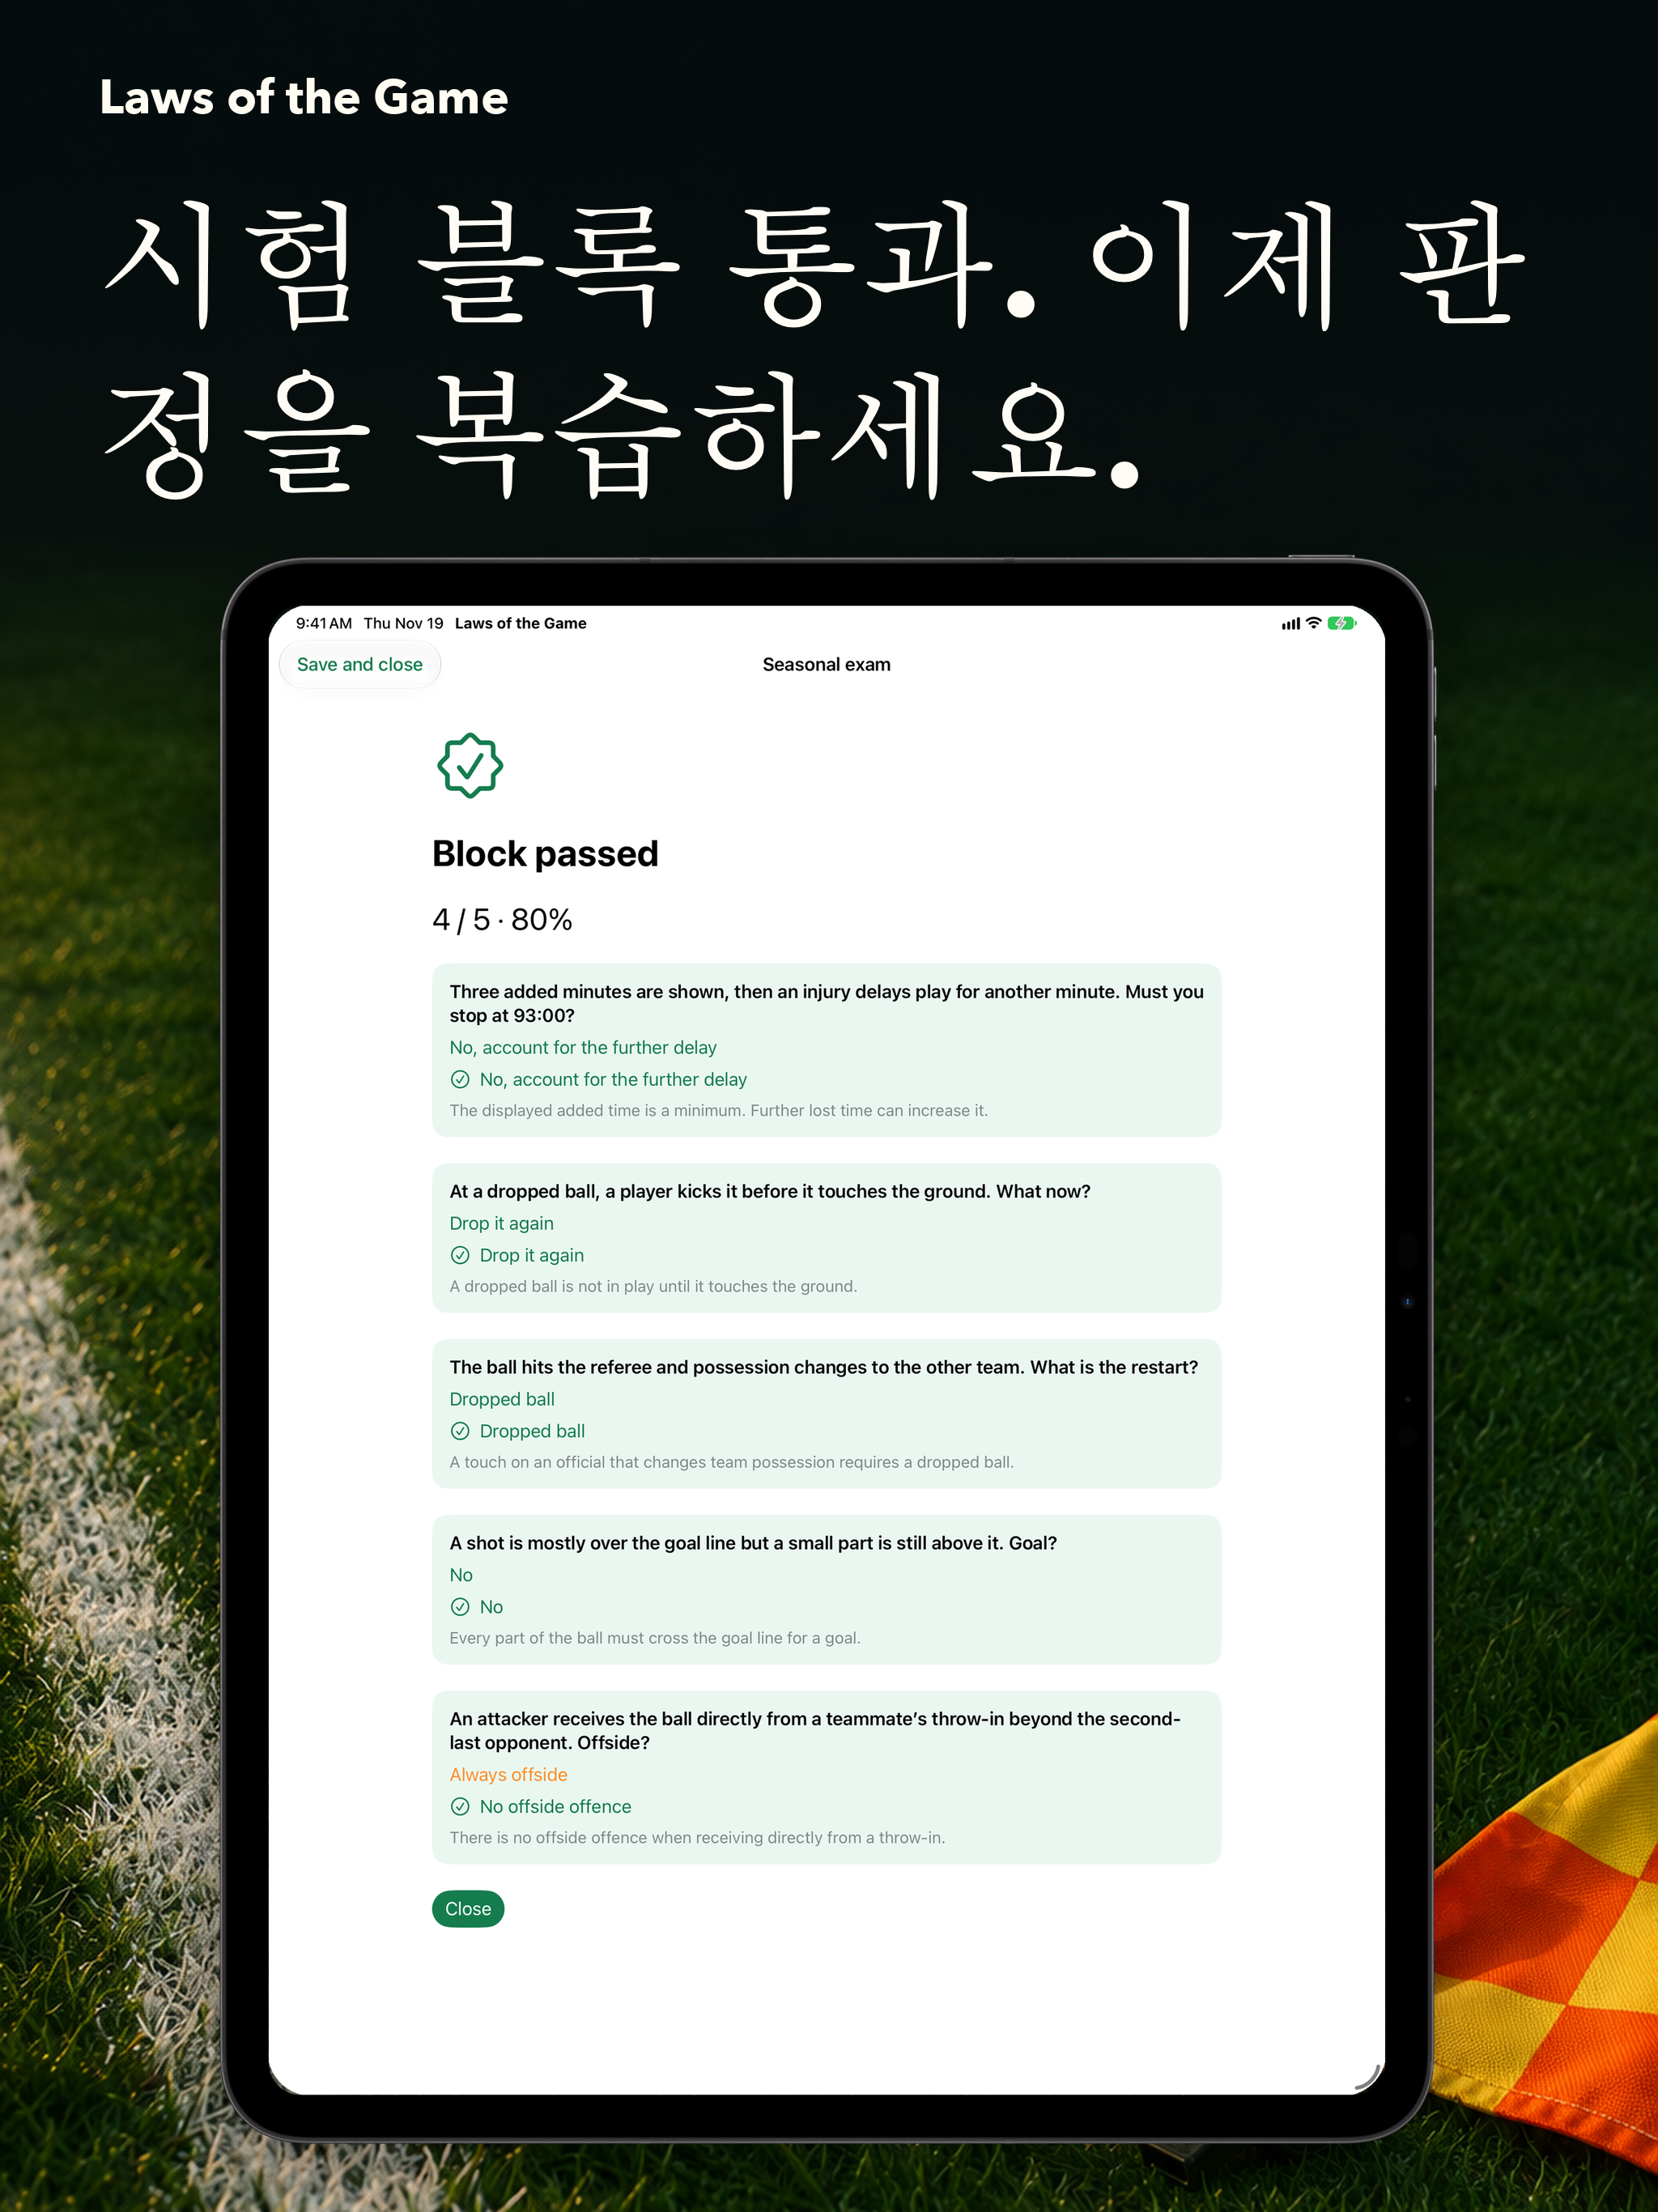 Laws of the Game
시험 블록 통과. 이제 판
정을 복습하세요.
9:41 AM Thu Nov 19 Laws of the Game
Save and close
Seasonal exam
Block passed
4 / 5 · 80%
Three added minutes are shown, then an injury delays play for another minute. Must you
stop at 93:00?
No, account for the further delay
No, account for the further delay
The displayed added time is a minimum. Further lost time can increase it.
At a dropped ball, a player kicks it before it touches the ground. What now?
Drop it again
Drop it again
A dropped ball is not in play until it touches the ground.
The ball hits the referee and possession changes to the other team. What is the restart?
Dropped ball
Dropped ball
A touch on an official that changes team possession requires a dropped ball.
A shot is mostly over the goal line but a small part is still above it. Goal?
No
No
Every part of the ball must cross the goal line for a goal.
An attacker receives the ball directly from a teammate’s throw-in beyond the second-
last opponent. Offside?
Always offside
No offside offence
There is no offside offence when receiving directly from a throw-in.
Close